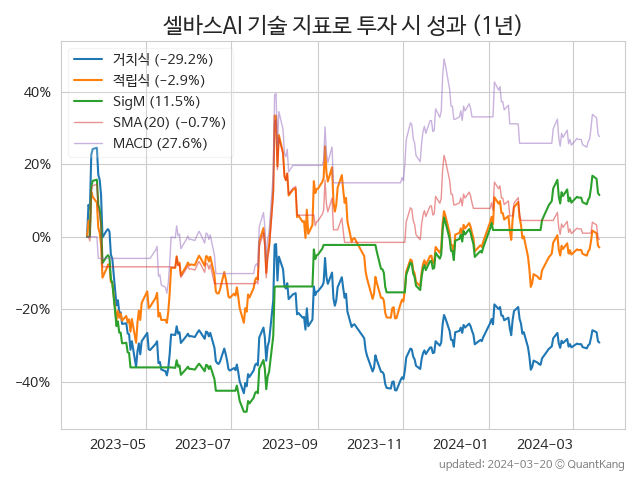 셀바스AI 기술 지표로 투자 시 성과 (1년)
거치식 (−29.2%)
적립식 (−2.9%)
SigM (11.5%)
SMA(20) (−0.7%)
MACD (27.6%)
40%
20%
0%
−20%
−40%
2023−05 2023−07 2023−09 2023−11 2024−01 2024−03
updated: 2024−03−20 © QuantKang